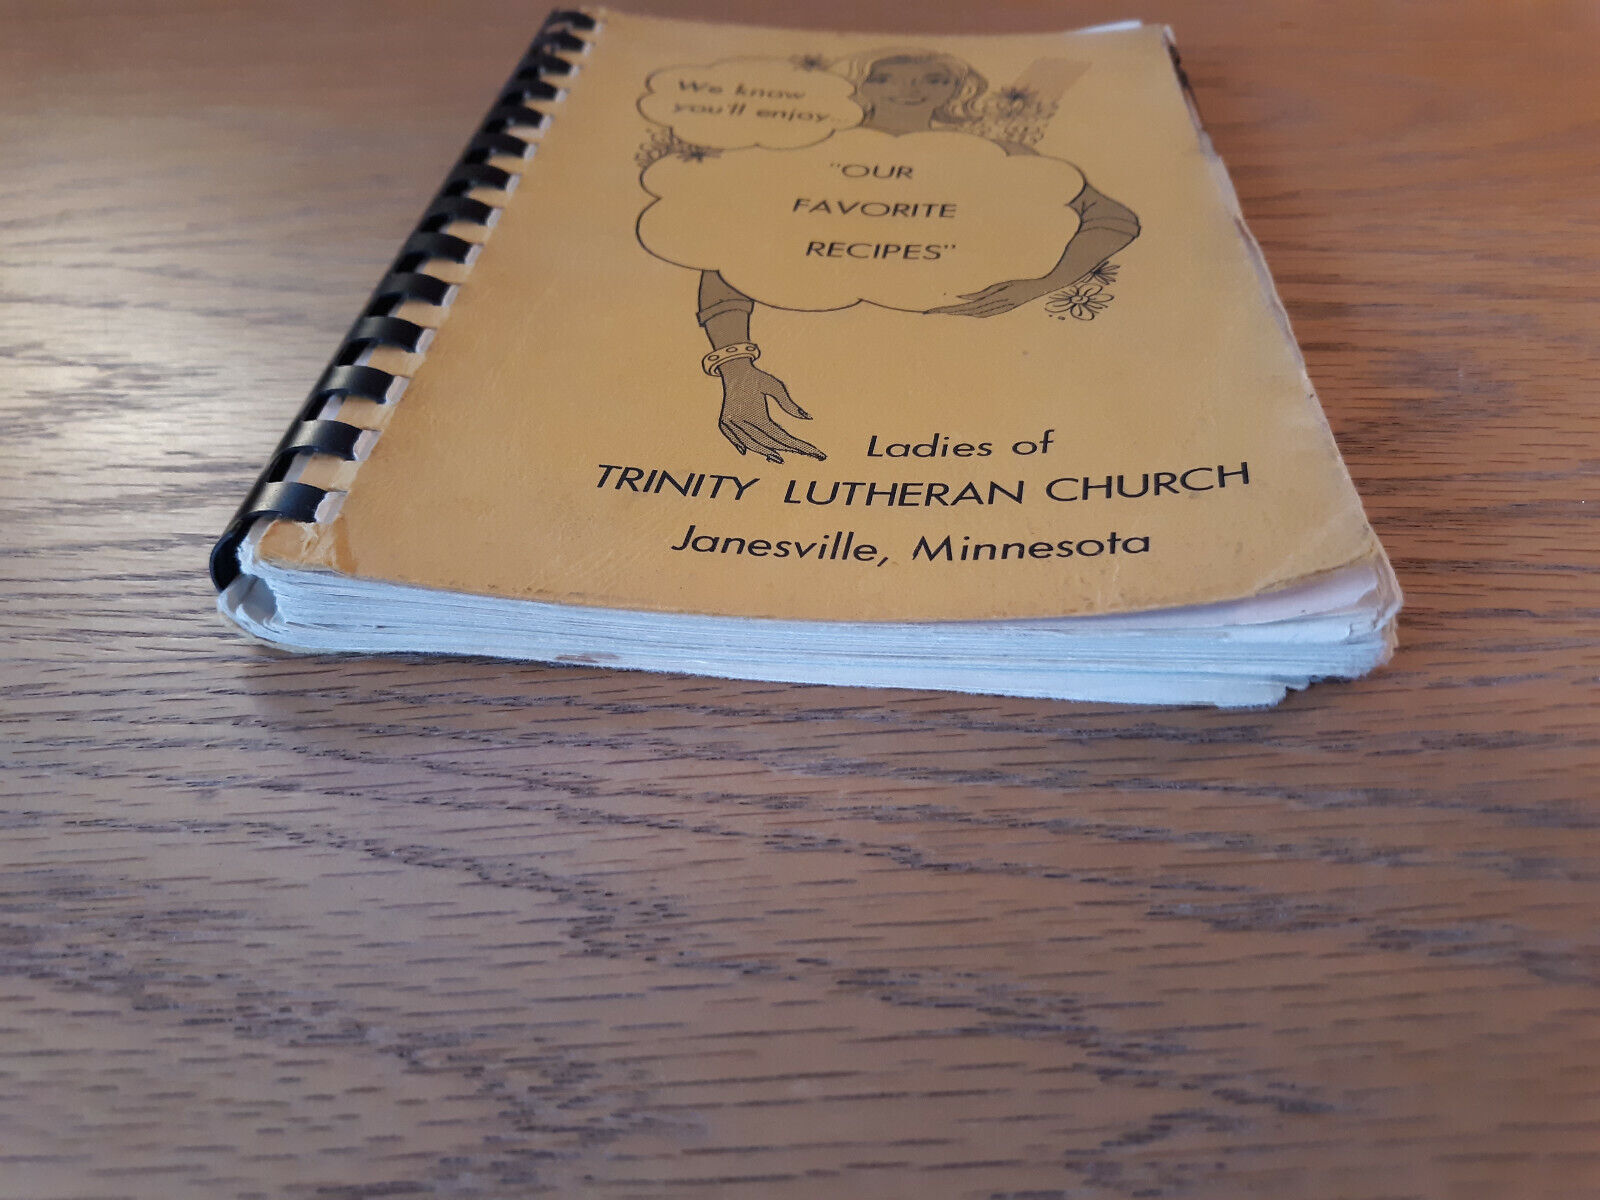 We know
you'll enjoy...
"OUR
FAVORITE
RECIPES"
Ladies of
TRINITY LUTHERAN CHURCH
Janesville, Minnesota